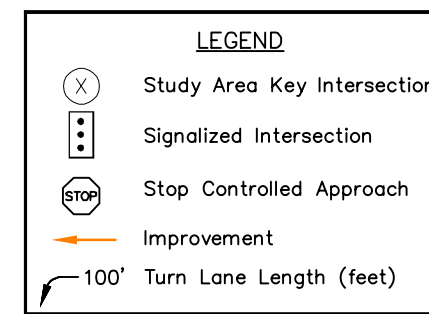 LEGEND
X Study Area Key Intersection
Signalized Intersection
STOP Stop Controlled Approach
Improvement
100' Turn Lane Length (feet)